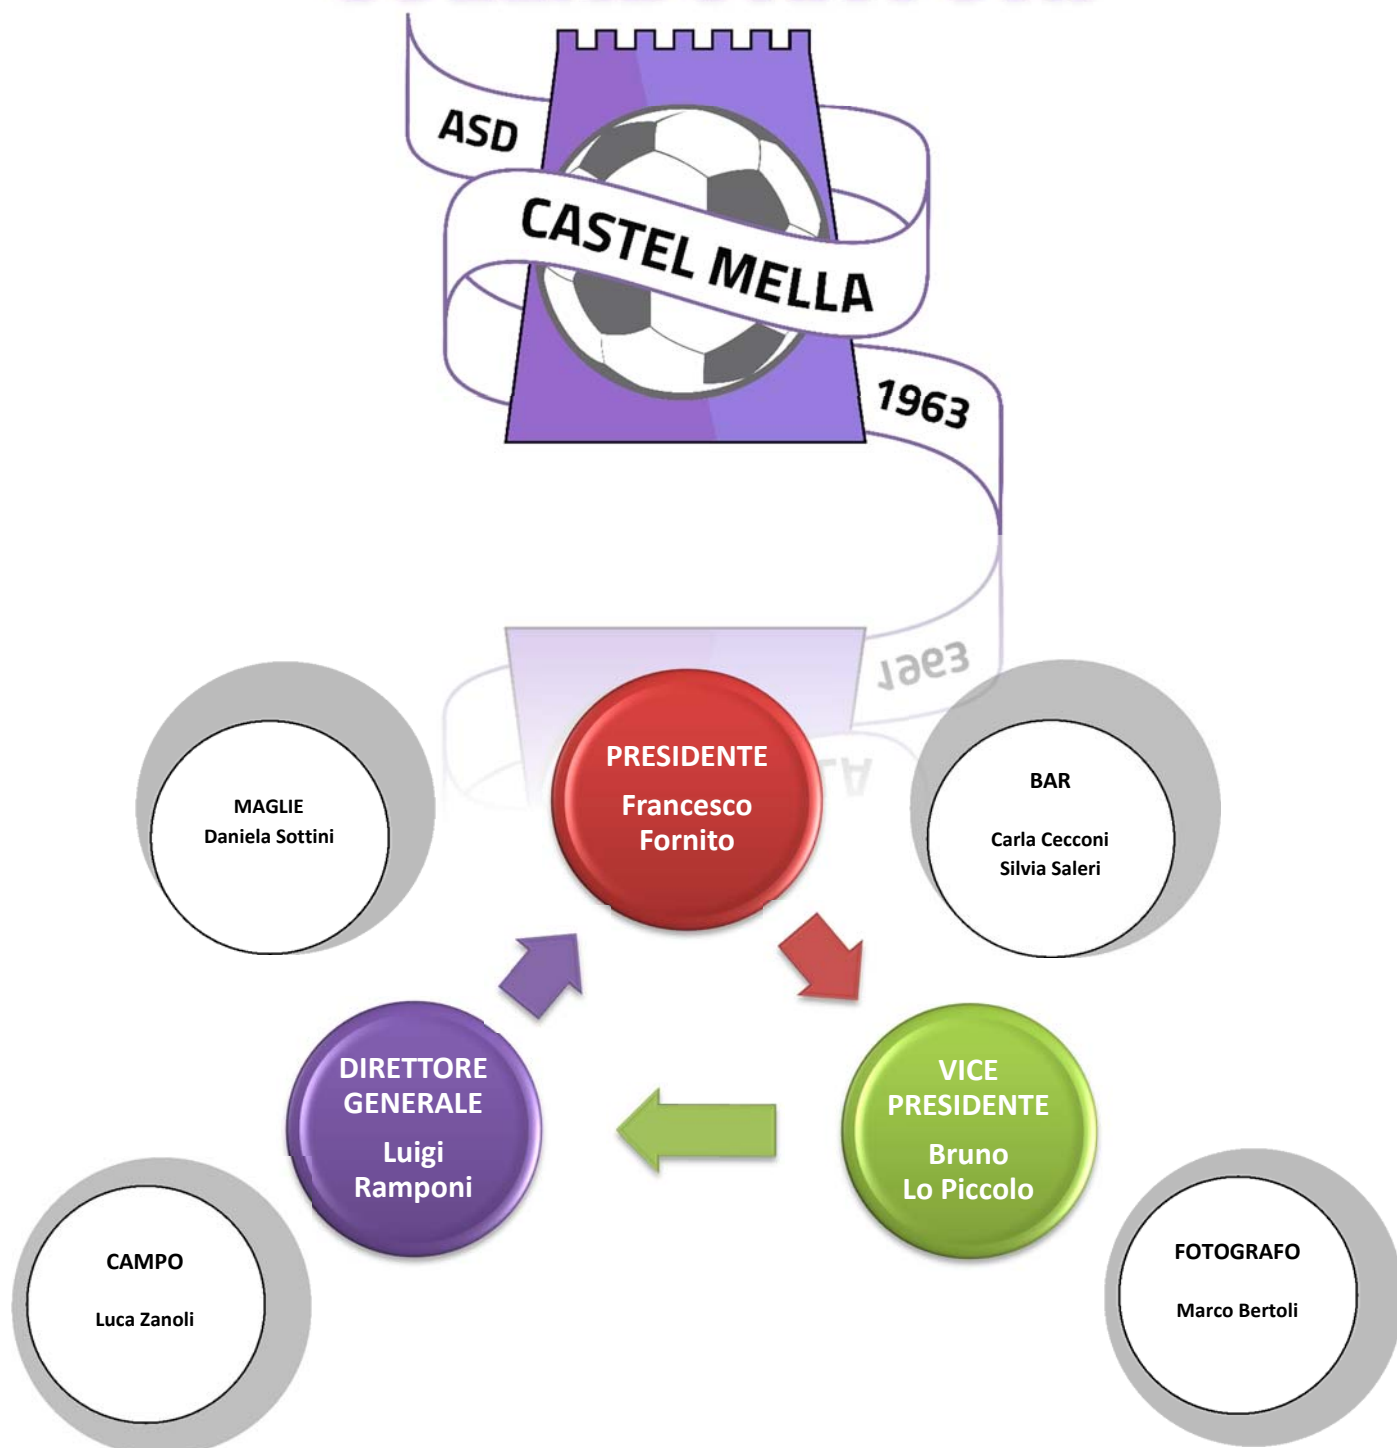 ASD
CASTEL MELLA
1963
1963
PRESIDENTE
Francesco
Fornito
MAGLIE
Daniela Sottini
BAR
Carla Cecconi
Silvia Saleri
DIRETTORE
GENERALE
Luigi
Ramponi
VICE
PRESIDENTE
Bruno
Lo Piccolo
CAMPO
Luca Zanoli
FOTOGRAFO
Marco Bertoli